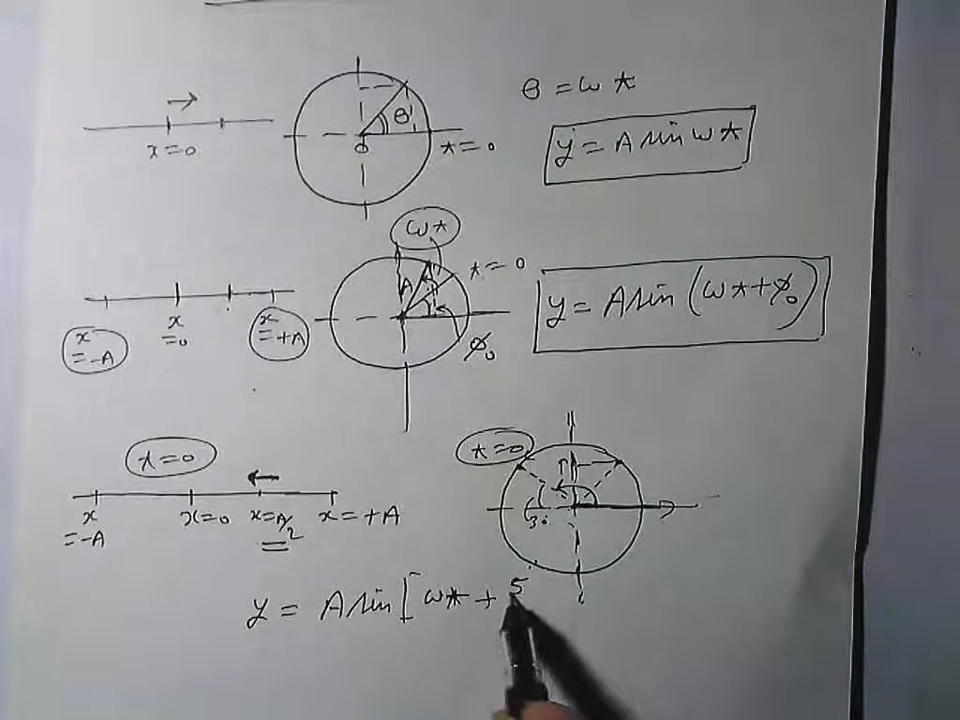 θ = ωt
x=0
θ
t=0
y = A sin ωt
ωt
A
t=0
x = -A
x = 0
x = +A
φ₀
y = A sin (ωt+φ₀)
t=0
t=0
x = -A
x=0
x=A/2
x=+A
30
y = A sin [ωt + 5